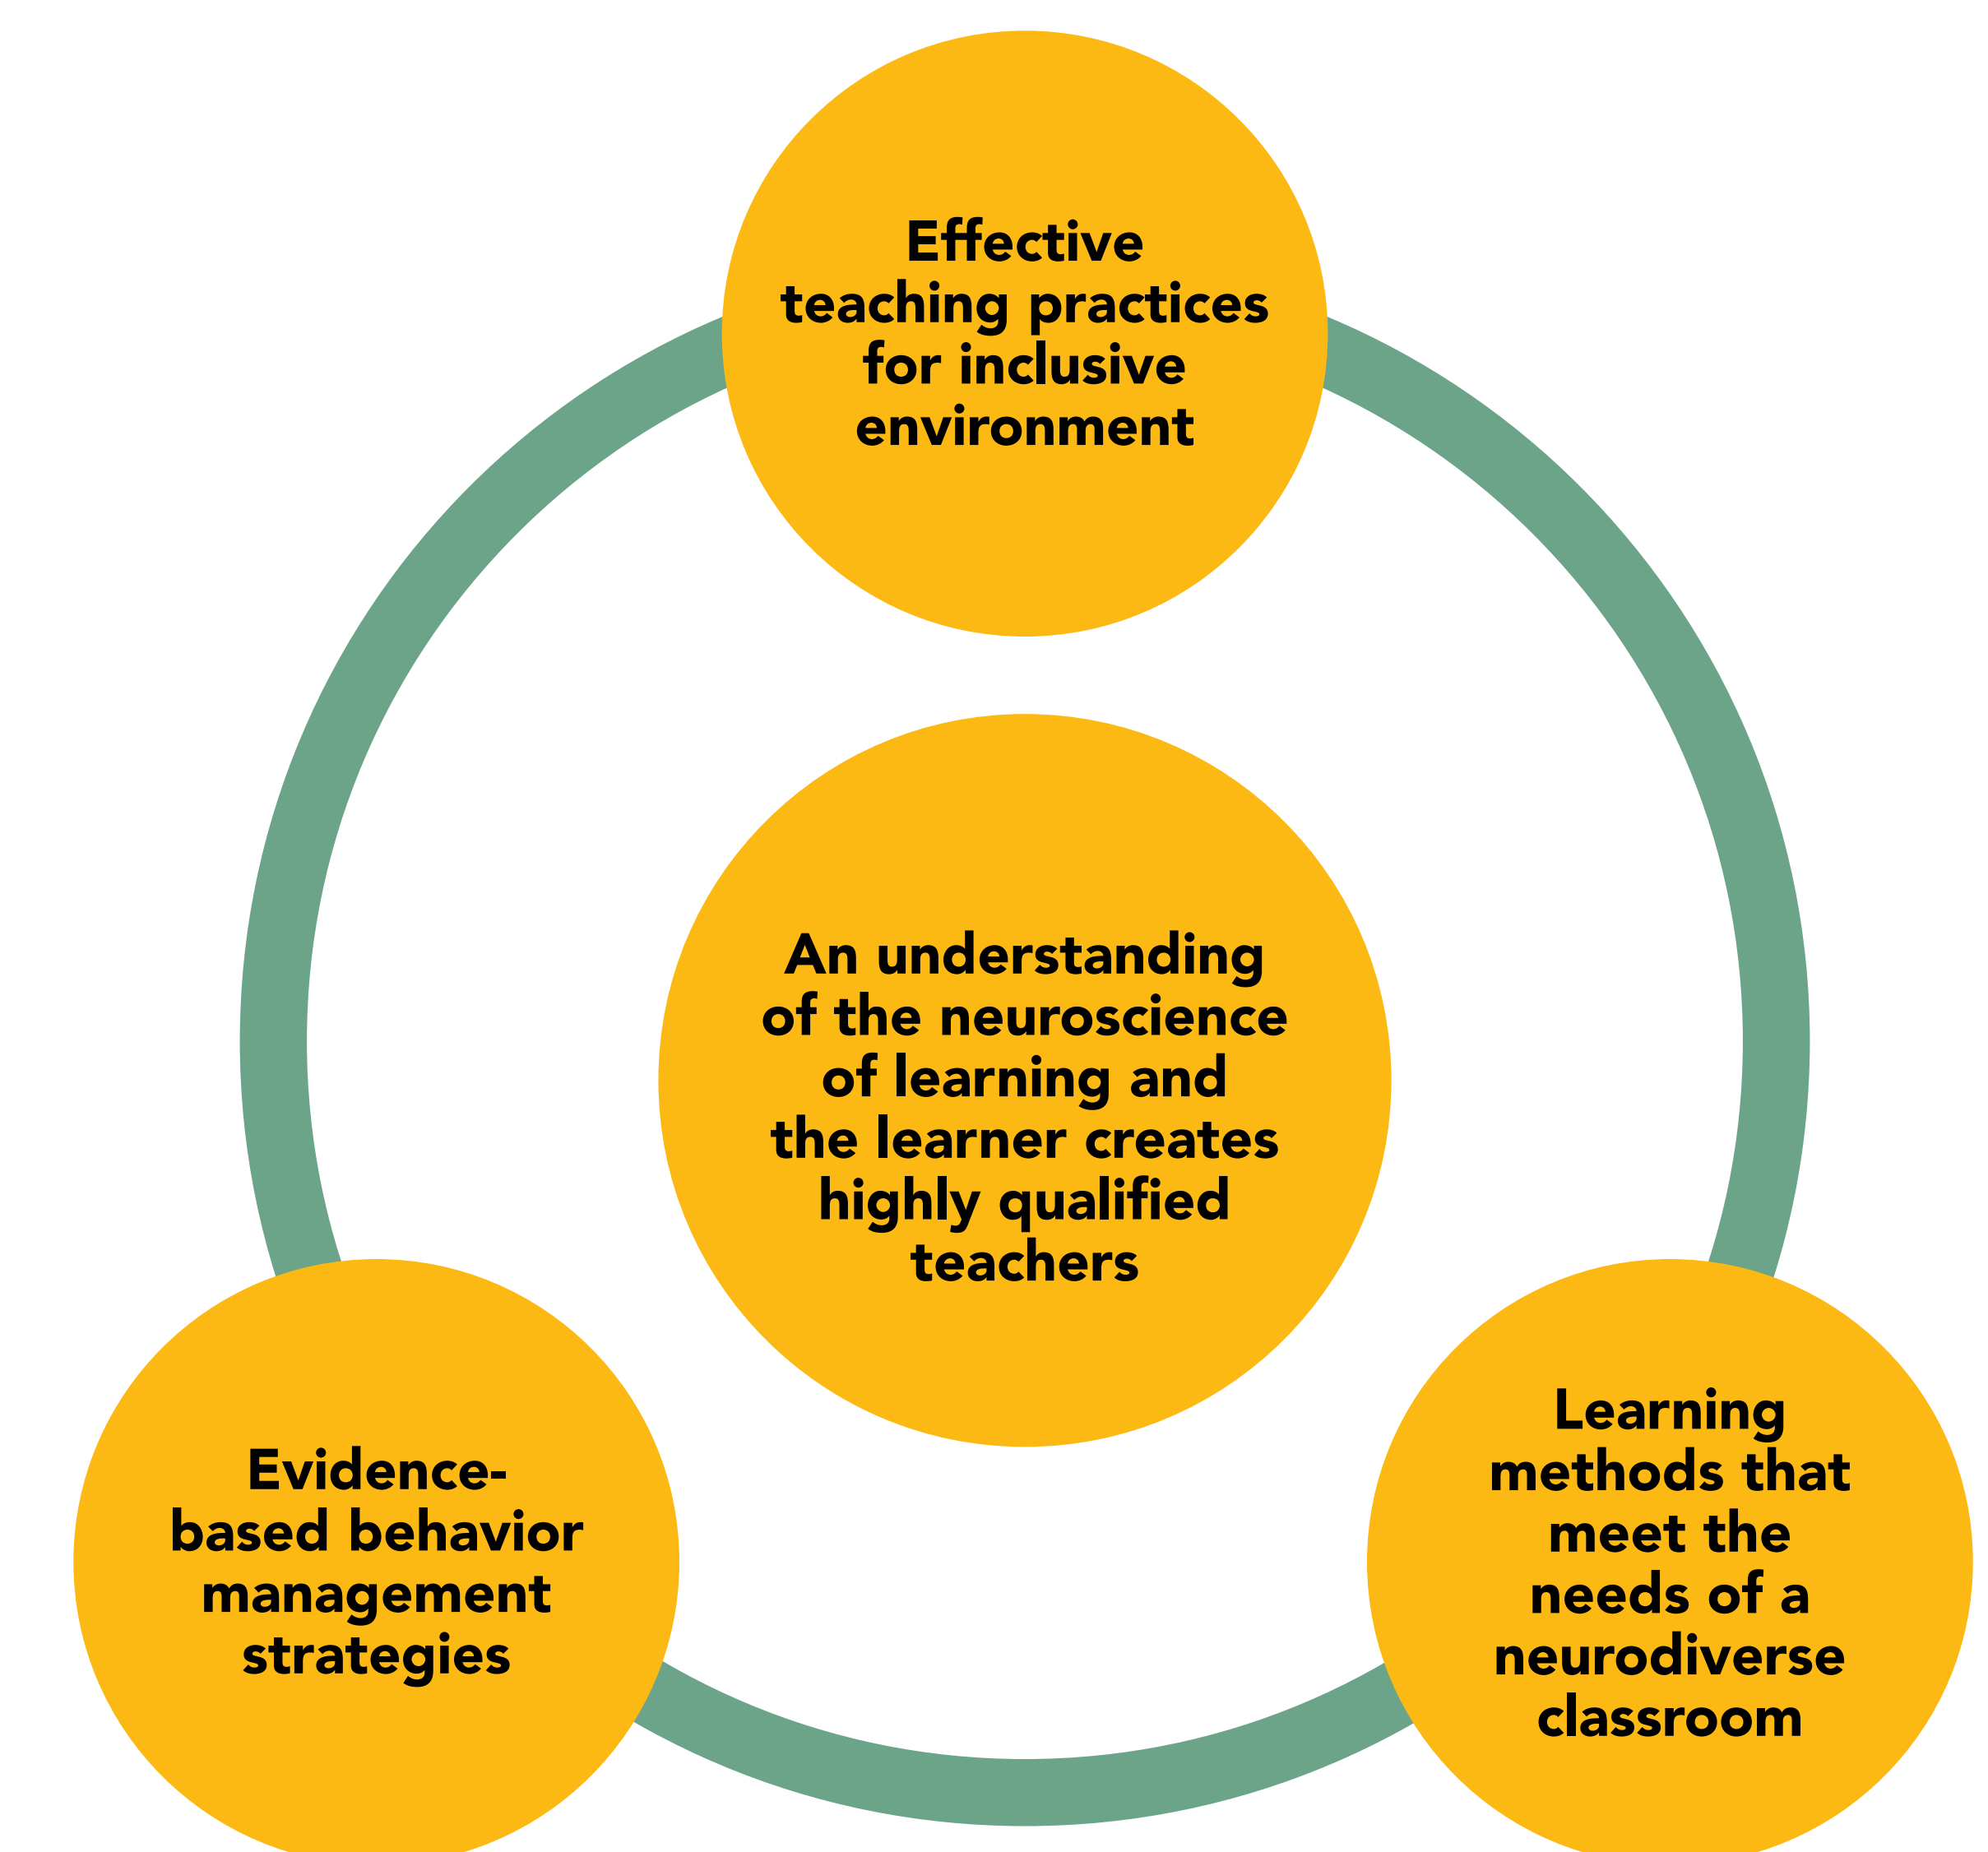 Effective
teaching practices
for inclusive
environment
An understanding
of the neuroscience
of learning and
the learner creates
highly qualified
teachers
Evidence-
based behavior
management
strategies
Learning
methods that
meet the
needs of a
neurodiverse
classroom